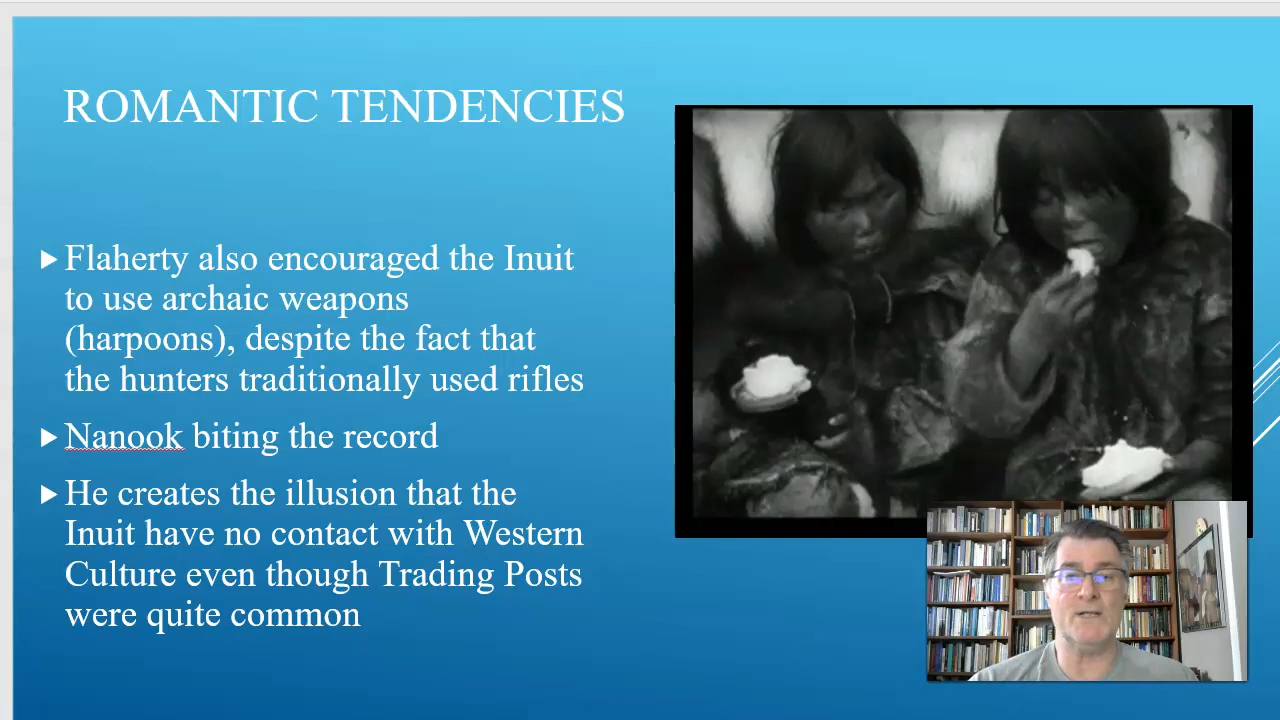 ROMANTIC TENDENCIES
Flaherty also encouraged the Inuit
to use archaic weapons
(harpoons), despite the fact that
the hunters traditionally used rifles
Nanook biting the record
He creates the illusion that the
Inuit have no contact with Western
Culture even though Trading Posts
were quite common